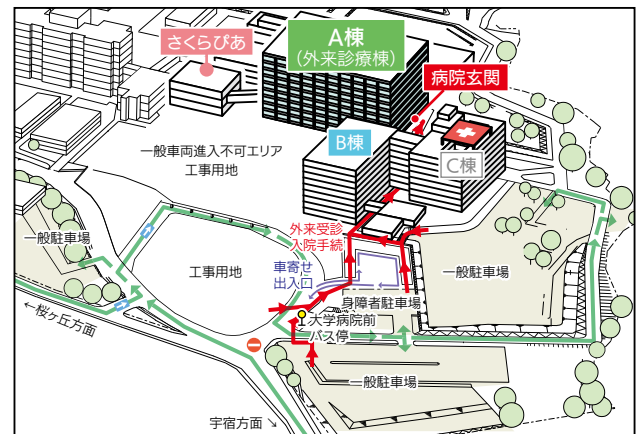 さくらぴあ
A棟
(外来診療棟)
病院玄関
一般車両進入不可エリア
工事用地
B棟
C棟
外来受診
入院手続
一般駐車場
工事用地
車寄せ
出入口
一般駐車場
身障者駐車場
大学病院前
バス停
←桜ヶ丘方面
一般駐車場
宇宿方面↘